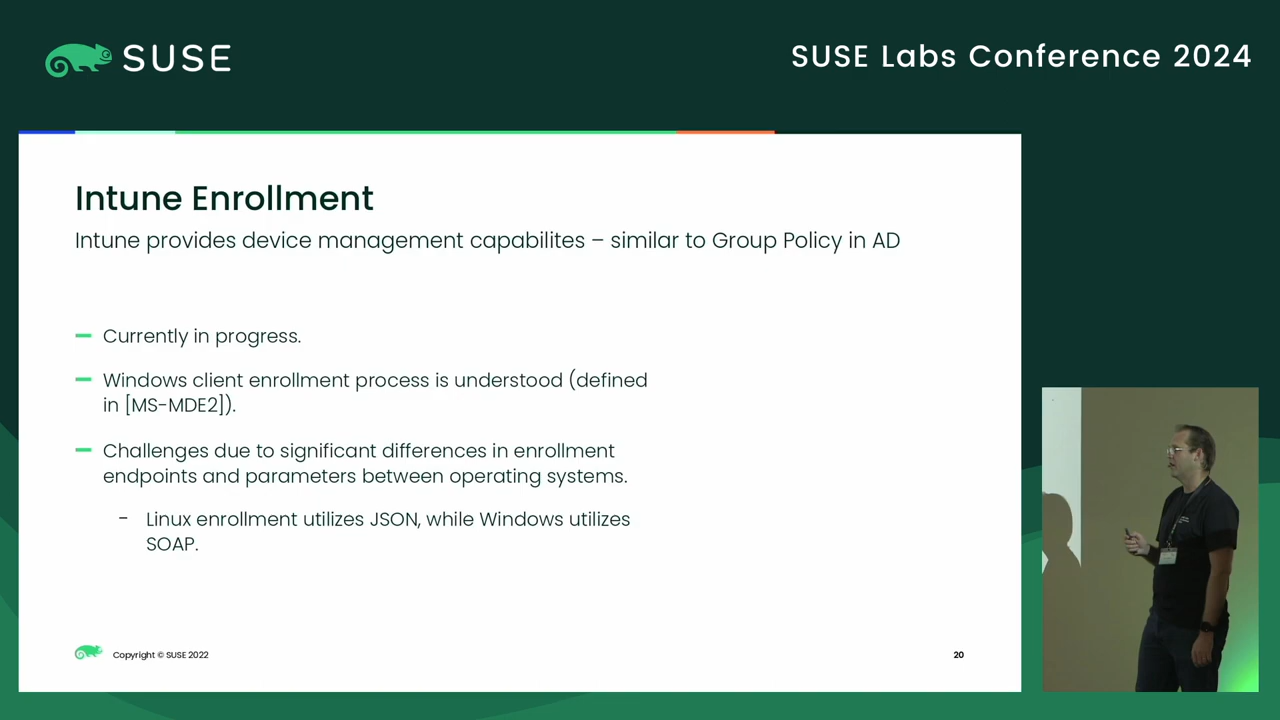 SUSE
SUSE Labs Conference 2024
Intune Enrollment
Intune provides device management capabilites – similar to Group Policy in AD
Currently in progress.
Windows client enrollment process is understood (defined
in [MS-MDE2]).
Challenges due to significant differences in enrollment
endpoints and parameters between operating systems.
- Linux enrollment utilizes JSON, while Windows utilizes
SOAP.
Copyright © SUSE 2022
20